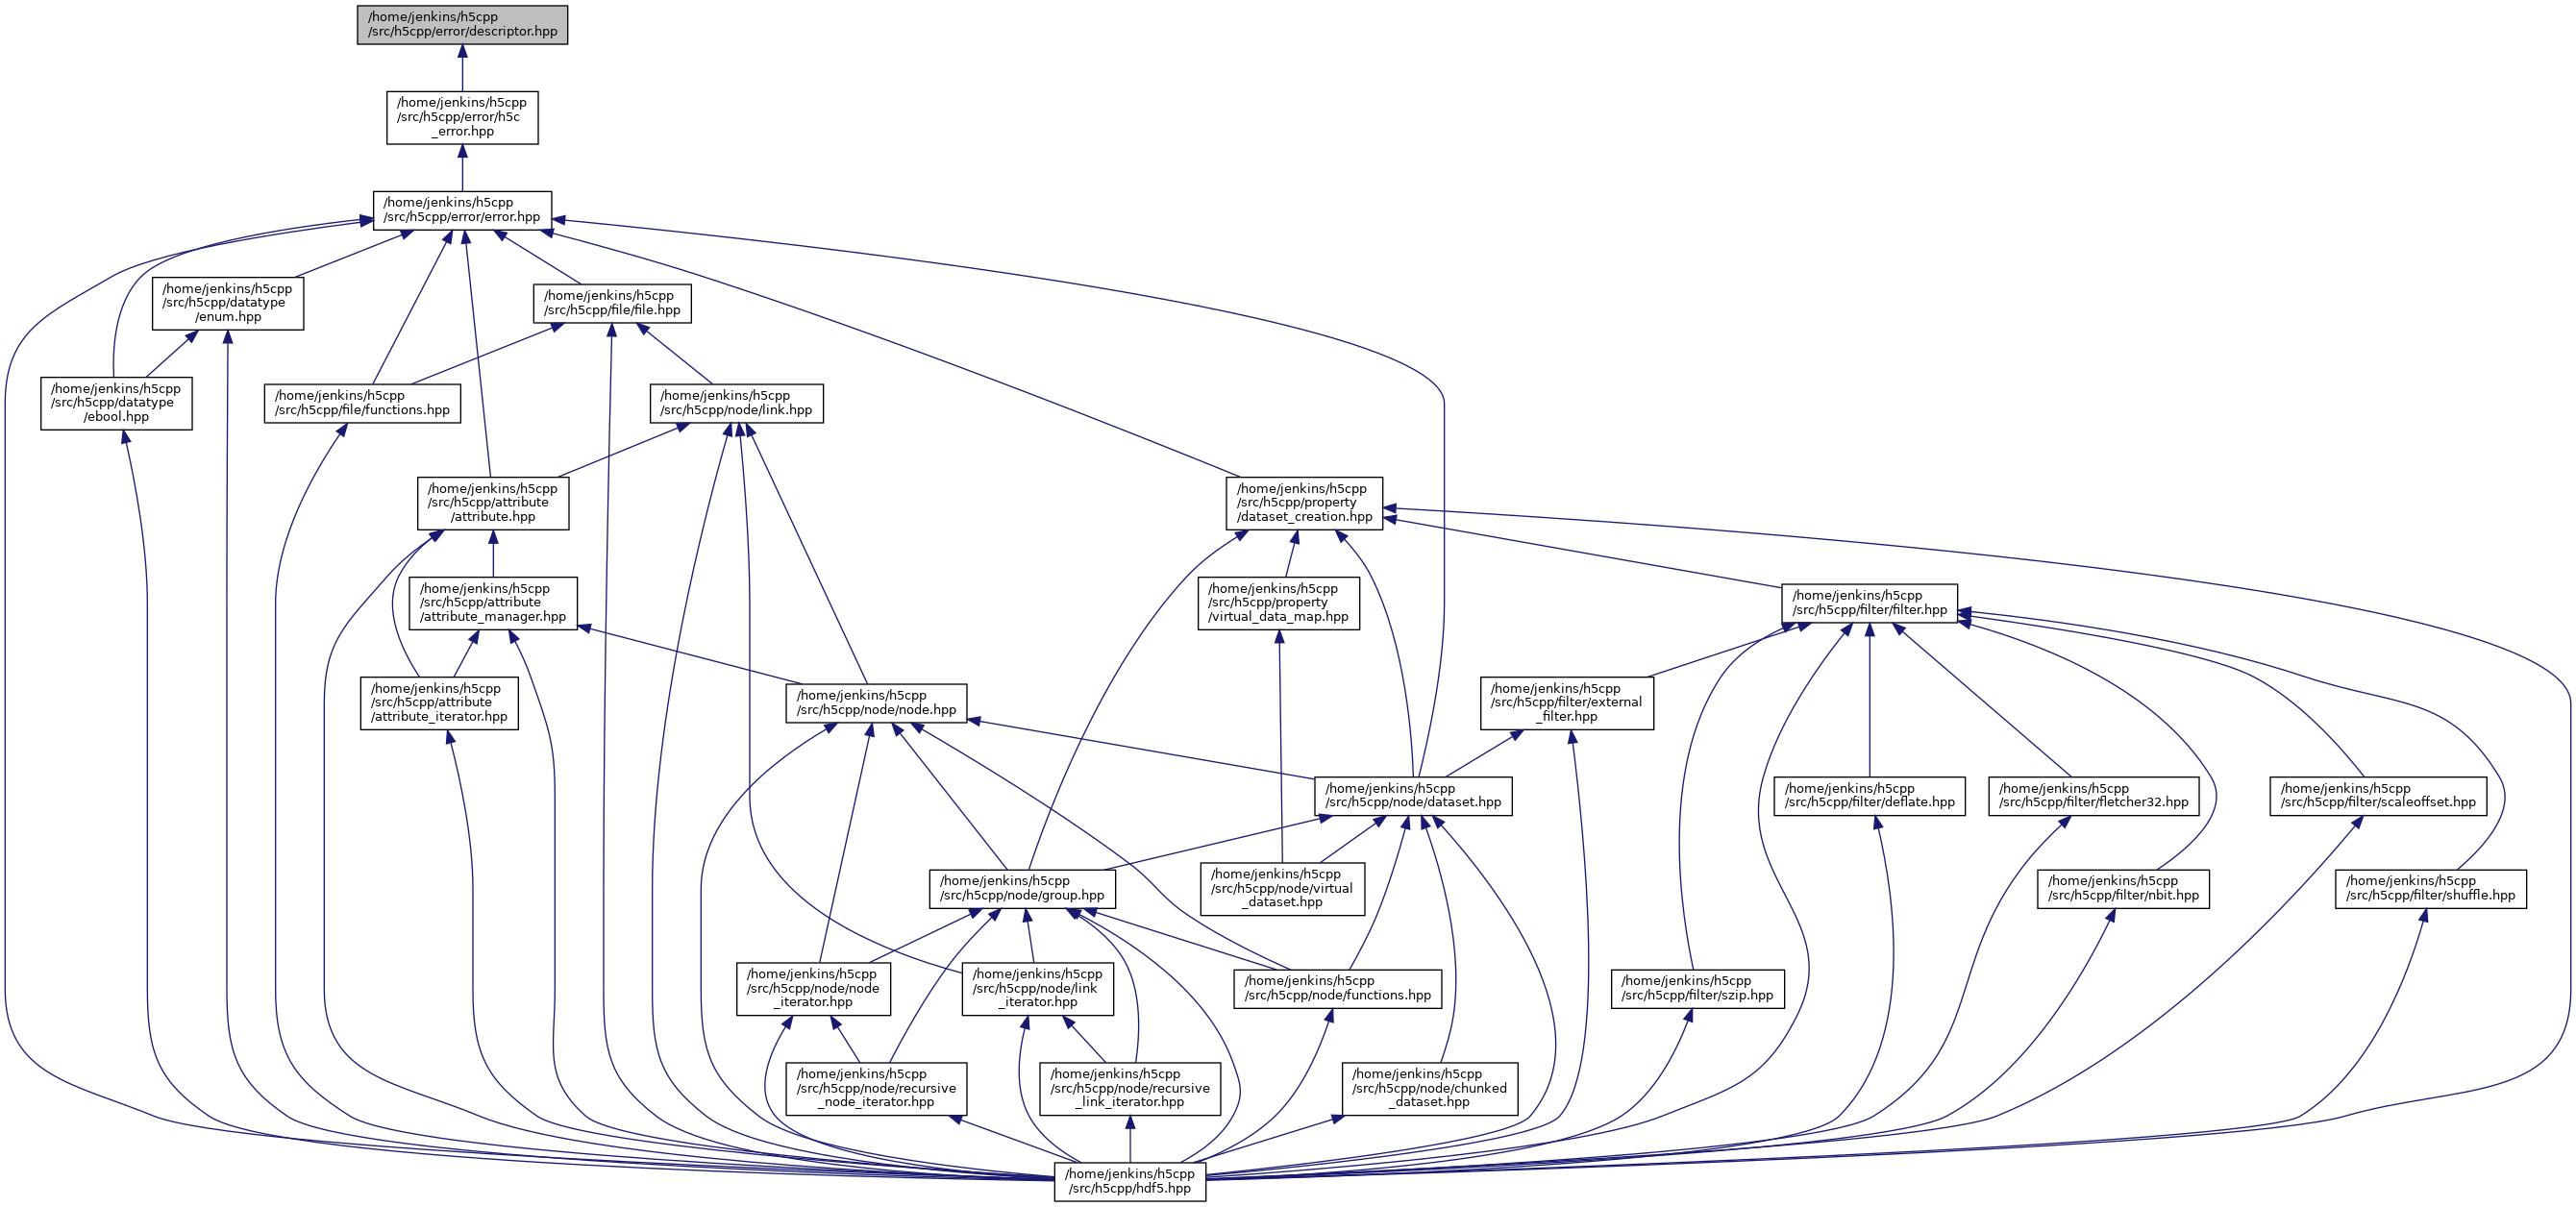 /home/jenkins/h5cpp
/src/h5cpp/error/descriptor.hpp
/home/jenkins/h5cpp
/src/h5cpp/error/h5c
_error.hpp
/home/jenkins/h5cpp
/src/h5cpp/error/error.hpp
/home/jenkins/h5cpp
/src/h5cpp/datatype
/enum.hpp
/home/jenkins/h5cpp
/src/h5cpp/file/file.hpp
/home/jenkins/h5cpp
/src/h5cpp/datatype
/ebool.hpp
/home/jenkins/h5cpp
/src/h5cpp/file/functions.hpp
/home/jenkins/h5cpp
/src/h5cpp/node/link.hpp
/home/jenkins/h5cpp
/src/h5cpp/attribute
/attribute.hpp
/home/jenkins/h5cpp
/src/h5cpp/property
/dataset_creation.hpp
/home/jenkins/h5cpp
/src/h5cpp/attribute
/attribute_manager.hpp
/home/jenkins/h5cpp
/src/h5cpp/property
/virtual_data_map.hpp
/home/jenkins/h5cpp
/src/h5cpp/filter/filter.hpp
/home/jenkins/h5cpp
/src/h5cpp/attribute
/attribute_iterator.hpp
/home/jenkins/h5cpp
/src/h5cpp/node/node.hpp
/home/jenkins/h5cpp
/src/h5cpp/filter/external
_filter.hpp
/home/jenkins/h5cpp
/src/h5cpp/node/dataset.hpp
/home/jenkins/h5cpp
/src/h5cpp/filter/deflate.hpp
/home/jenkins/h5cpp
/src/h5cpp/filter/fletcher32.hpp
/home/jenkins/h5cpp
/src/h5cpp/filter/scaleoffset.hpp
/home/jenkins/h5cpp
/src/h5cpp/node/group.hpp
/home/jenkins/h5cpp
/src/h5cpp/node/virtual
_dataset.hpp
/home/jenkins/h5cpp
/src/h5cpp/filter/nbit.hpp
/home/jenkins/h5cpp
/src/h5cpp/filter/shuffle.hpp
/home/jenkins/h5cpp
/src/h5cpp/node/node
_iterator.hpp
/home/jenkins/h5cpp
/src/h5cpp/node/link
_iterator.hpp
/home/jenkins/h5cpp
/src/h5cpp/node/functions.hpp
/home/jenkins/h5cpp
/src/h5cpp/filter/szip.hpp
/home/jenkins/h5cpp
/src/h5cpp/node/recursive
_node_iterator.hpp
/home/jenkins/h5cpp
/src/h5cpp/node/recursive
_link_iterator.hpp
/home/jenkins/h5cpp
/src/h5cpp/node/chunked
_dataset.hpp
/home/jenkins/h5cpp
/src/h5cpp/hdf5.hpp